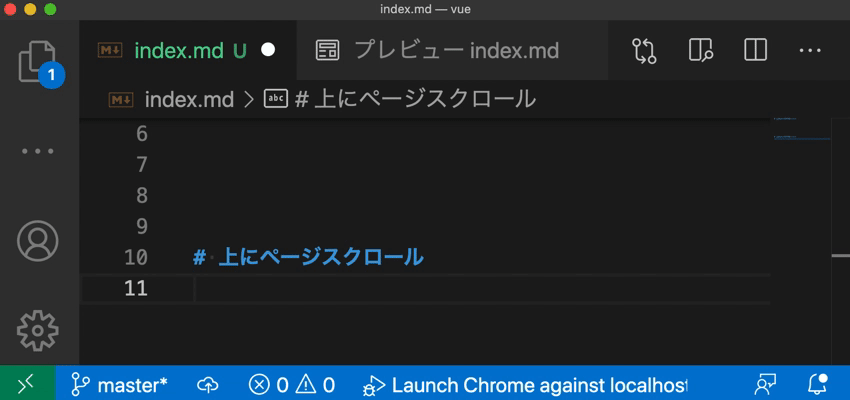 index.md — vue
1
index.md U
プレビュー index.md
index.md > # 上にページスクロール
6
7
8
9
10 # 上にページスクロール
11
master* 0 0 Launch Chrome against localhos